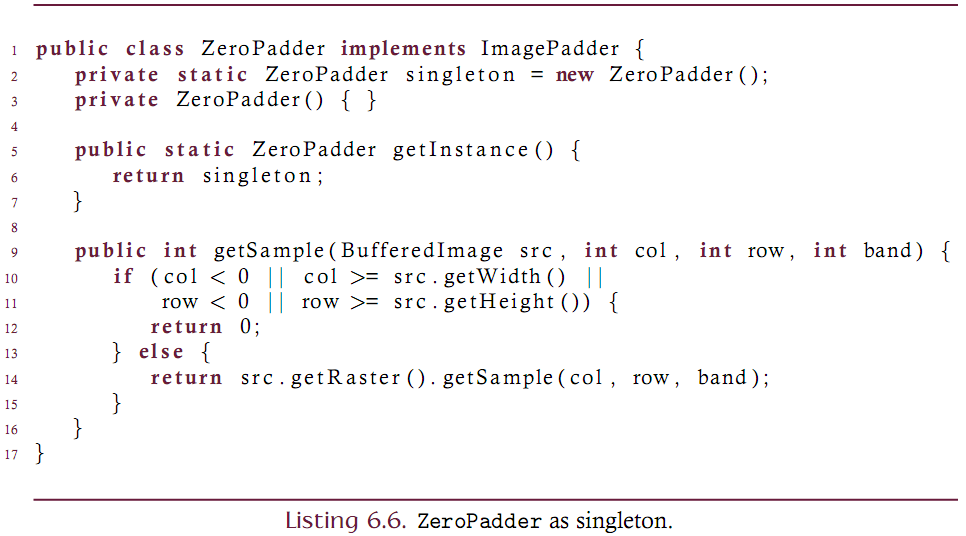 1 public class ZeroPadder implements ImagePadder {
2 private static ZeroPadder singleton = new ZeroPadder();
3 private ZeroPadder() { }
4
5 public static ZeroPadder getInstance() {
6 return singleton;
7 }
8
9 public int getSample(BufferedImage src, int col, int row, int band) {
10 if (col < 0 || col >= src.getWidth() ||
11 row < 0 || row >= src.getHeight()) {
12 return 0;
13 } else {
14 return src.getRaster().getSample(col, row, band);
15 }
16 }
17 }
Listing 6.6. ZeroPadder as singleton.